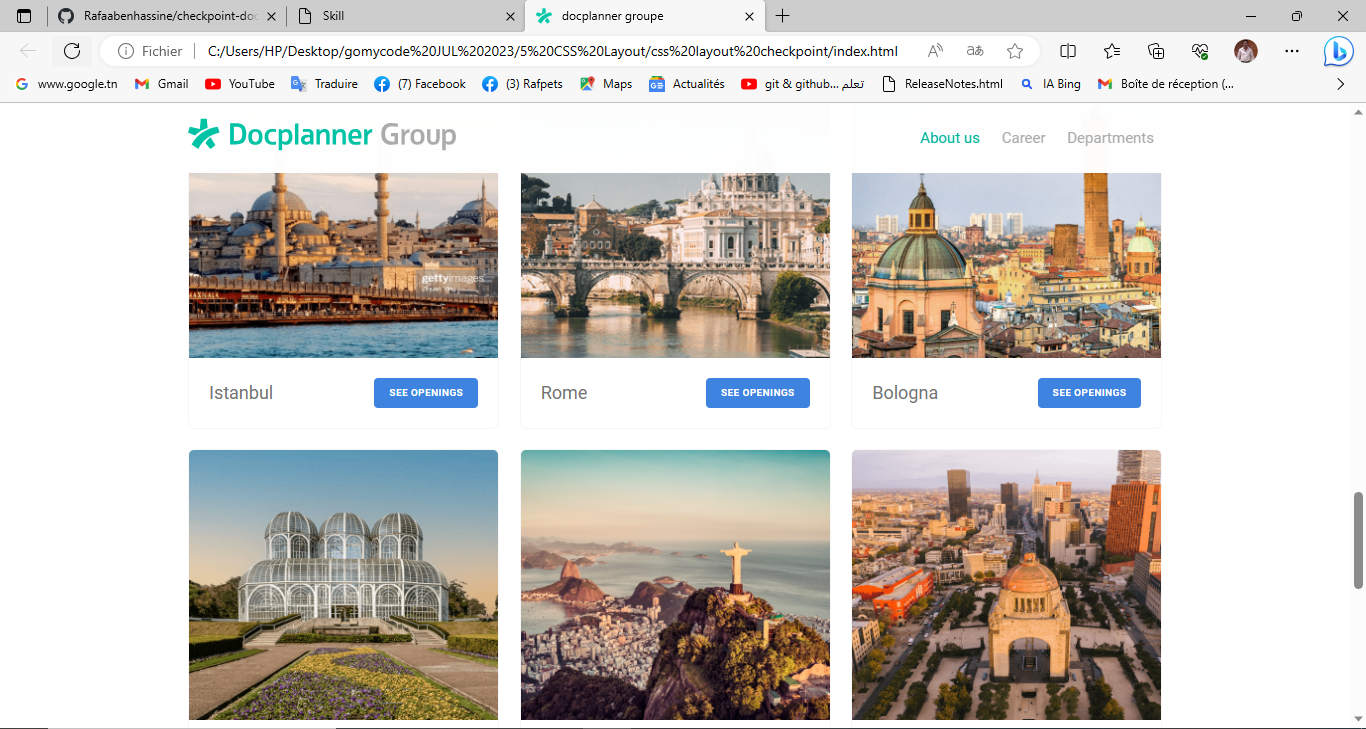 Rafaabenhassine/checkpoint-doc
Skill
docplanner groupe
Fichier C:/Users/HP/Desktop/gomycode%20JUL%202023/5%20CSS%20Layout/css%20layout%20checkpoint/index.html
www.google.tn Gmail YouTube Traduire (7) Facebook (3) Rafpets Maps Actualités git & github... تعلم ReleaseNotes.html IA Bing Boîte de réception (...
Docplanner Group About us Career Departments
gettyimages
Istanbul SEE OPENINGS Rome SEE OPENINGS Bologna SEE OPENINGS